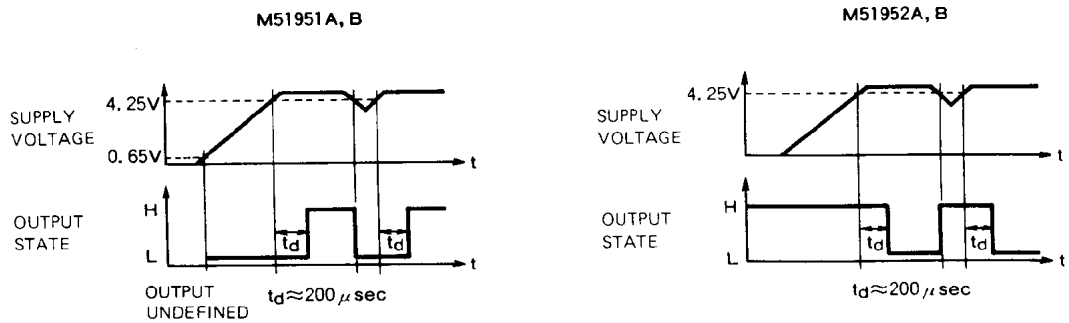 M51951A, B
4.25V
SUPPLY
VOLTAGE
0.65V
t
H
OUTPUT
STATE
td
td
L
t
OUTPUT
UNDEFINED
td≈200μsec
M51952A, B
4.25V
SUPPLY
VOLTAGE
t
H
OUTPUT
STATE
td
td
L
t
td≈200μsec